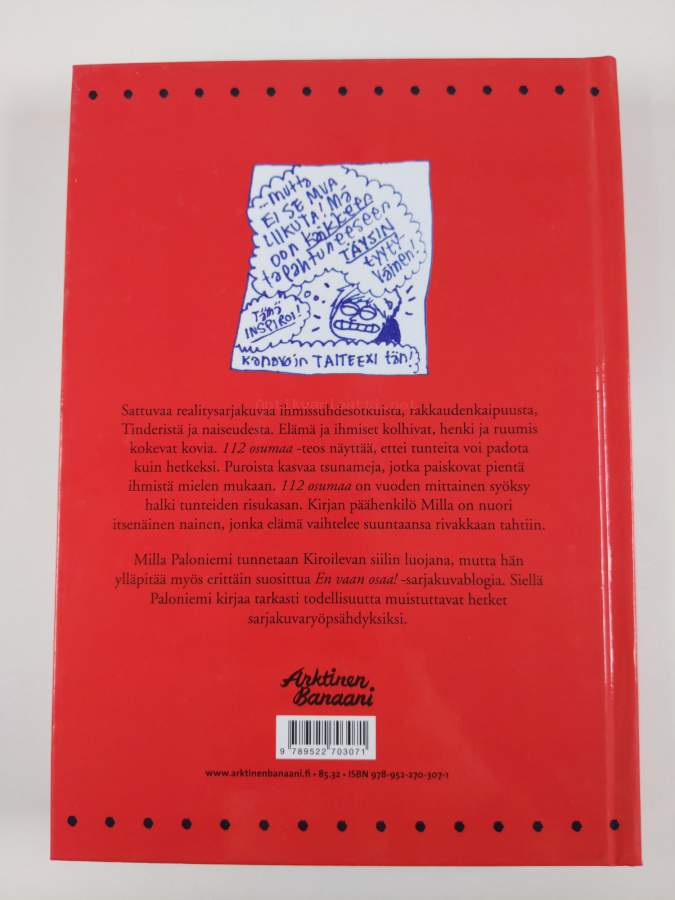 mutta
EI SE MUA
LIIKUTA! Mä
oon kaikkeen
tapahtuneeseen
TÄYSIN
tyyty-
väinen!
Tämä
INSPIROI!
Kanavoin TAITEEXI tän!
Antikvariaatti.net
Sattuvaa realitysarjakuvaa ihmissuhdesotkuista, rakkaudenkaipuusta,
Tinderistä ja naiseudesta. Elämä ja ihmiset kolhivat, henki ja ruumis
kokevat kovia. 112 osumaa -teos näyttää, ettei tunteita voi padota
kuin hetkeksi. Puroista kasvaa tsunameja, jotka paiskovat pientä
ihmistä mielen mukaan. 112 osumaa on vuoden mittainen syöksy
halki tunteiden risukasan. Kirjan päähenkilö Milla on nuori
itsenäinen nainen, jonka elämä vaihtelee suuntaansa rivakkaan tahtiin.
Milla Paloniemi tunnetaan Kiroilevan siilin luojana, mutta hän
ylläpitää myös erittäin suosittua En vaan osaa! -sarjakuvablogia. Siellä
Paloniemi kirjaa tarkasti todellisuutta muistuttavat hetket
sarjakuvaryöpsähdyksiksi.
Arktinen
Banaani
9 789522 703071
www.arktinenbanaani.fi • 85.32 • ISBN 978-952-270-307-1